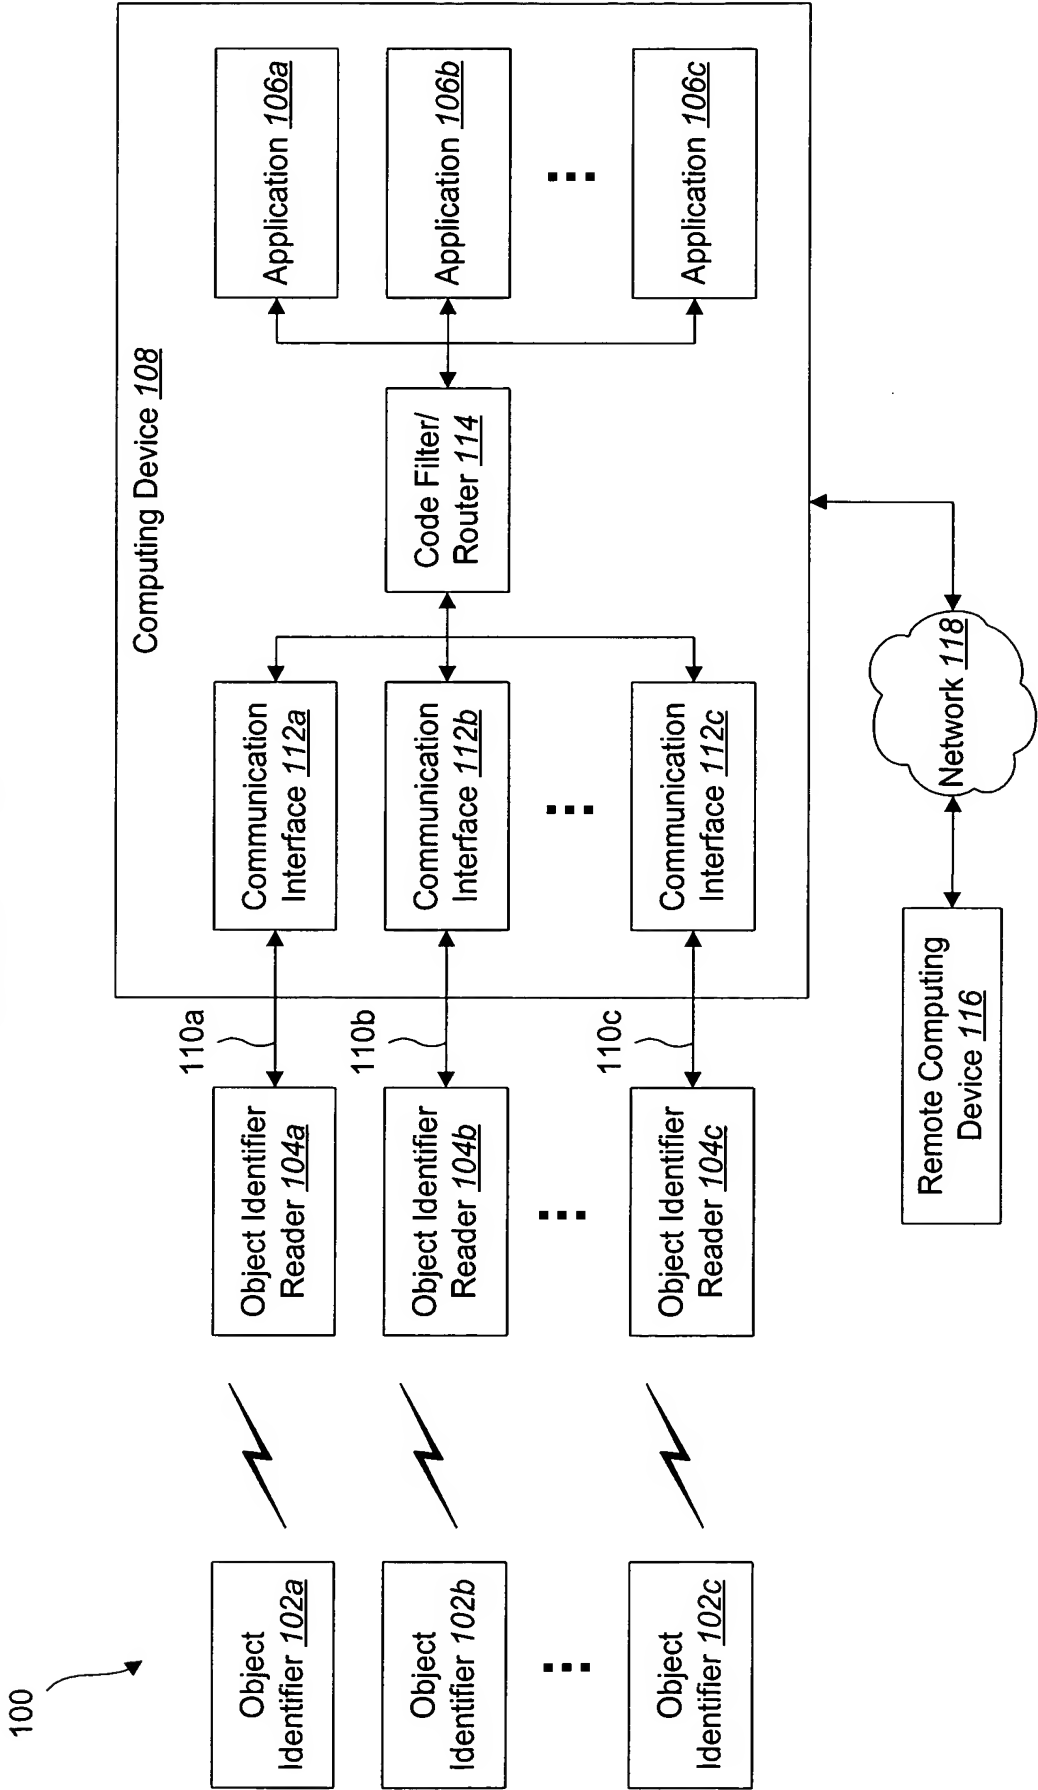 100
Object
Identifier 102a
Object
Identifier 102b
Object
Identifier 102c
Object Identifier
Reader 104a
Object Identifier
Reader 104b
Object Identifier
Reader 104c
110a
110b
110c
Computing Device 108
Communication
Interface 112a
Communication
Interface 112b
Communication
Interface 112c
Code Filter/
Router 114
Application 106a
Application 106b
Application 106c
Remote Computing
Device 116
Network 118